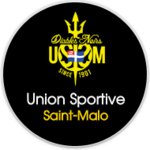 Diables Noirs
USSM
SINCE 1901
Union Sportive
Saint-Malo